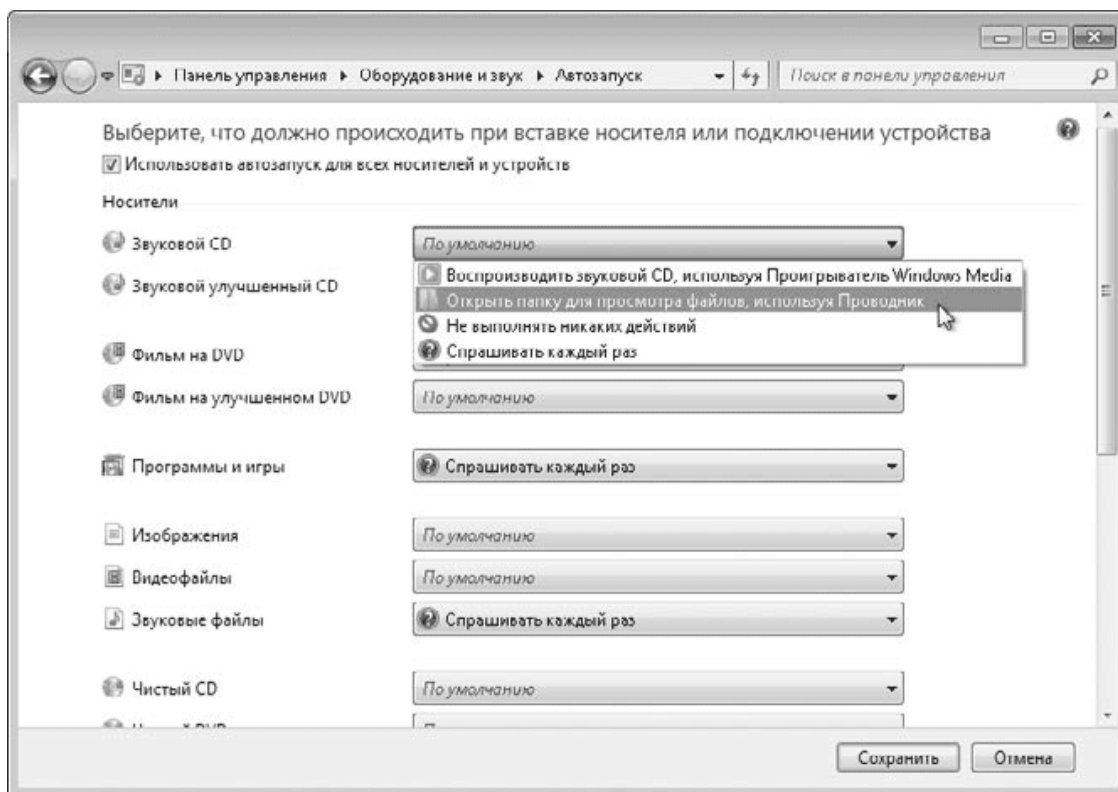 Панель управления ▸ Оборудование и звук ▸ Автозапуск
Поиск в панели управления
Выберите, что должно происходить при вставке носителя или подключении устройства
Использовать автозапуск для всех носителей и устройств
Носители
Звуковой CD По умолчанию
Воспроизводить звуковой CD, используя Проигрыватель Windows Media
Звуковой улучшенный CD
Открыть папку для просмотра файлов, используя Проводник
Не выполнять никаких действий
Спрашивать каждый раз
Фильм на DVD
Фильм на улучшенном DVD По умолчанию
Программы и игры Спрашивать каждый раз
Изображения По умолчанию
Видеофайлы По умолчанию
Звуковые файлы Спрашивать каждый раз
Чистый CD По умолчанию
Сохранить Отмена